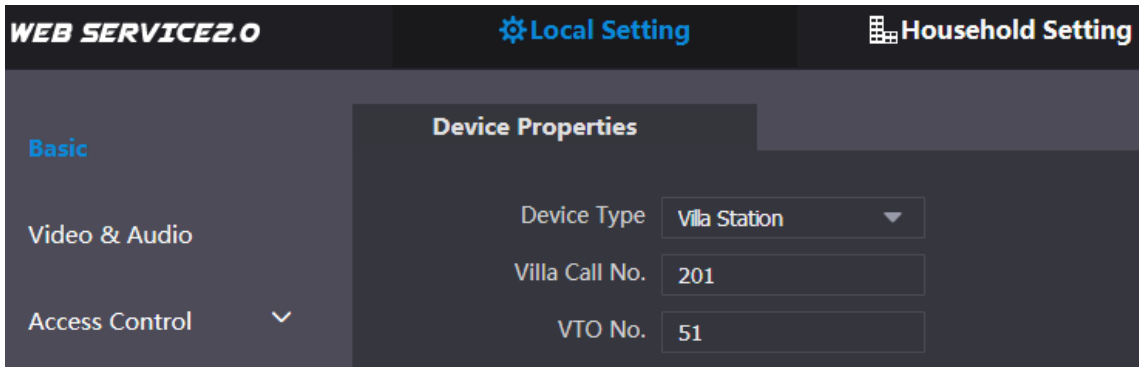 WEB SERVICE2.0
Local Setting
Household Setting
Basic
Video & Audio
Access Control
Device Properties
Device Type Villa Station
Villa Call No. 201
VTO No. 51